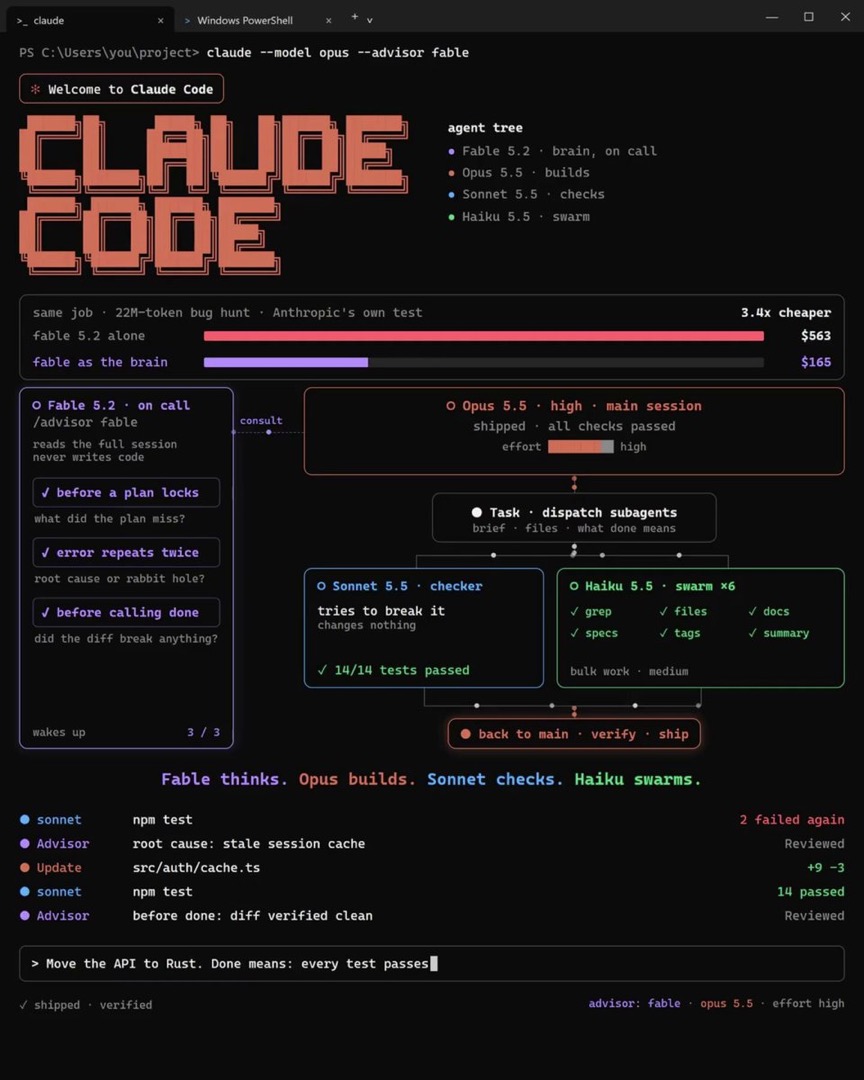 >_ claude × > Windows PowerShell × + v
PS C:\Users\you\project> claude --model opus --advisor fable
✻ Welcome to Claude Code
CLAUDE
CODE
agent tree
• Fable 5.2 · brain, on call
• Opus 5.5 · builds
• Sonnet 5.5 · checks
• Haiku 5.5 · swarm
same job · 22M-token bug hunt · Anthropic's own test 3.4x cheaper
fable 5.2 alone $563
fable as the brain $165
Fable 5.2 · on call
/advisor fable
reads the full session
never writes code
✓ before a plan locks
what did the plan miss?
✓ error repeats twice
root cause or rabbit hole?
✓ before calling done
did the diff break anything?
wakes up 3 / 3
consult
Opus 5.5 · high · main session
shipped · all checks passed
effort high
Task · dispatch subagents
brief · files · what done means
Sonnet 5.5 · checker
tries to break it
changes nothing
✓ 14/14 tests passed
Haiku 5.5 · swarm ×6
✓ grep ✓ files ✓ docs
✓ specs ✓ tags ✓ summary
bulk work · medium
back to main · verify · ship
Fable thinks. Opus builds. Sonnet checks. Haiku swarms.
sonnet npm test 2 failed again
Advisor root cause: stale session cache Reviewed
Update src/auth/cache.ts +9 −3
sonnet npm test 14 passed
Advisor before done: diff verified clean Reviewed
> Move the API to Rust. Done means: every test passes
✓ shipped · verified
advisor: fable · opus 5.5 · effort high